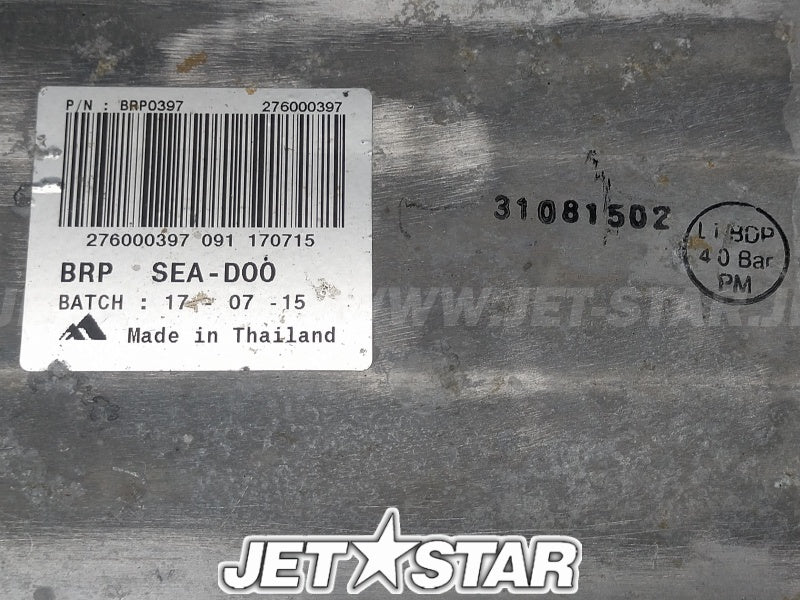 P/N : BRP0397 276000397
276000397 091 170715
BRP SEA-DOO
BATCH : 17 - 07 -15
Made in Thailand
31081502
40 Bar
PM
WWW.JET-STAR.J
JET STAR